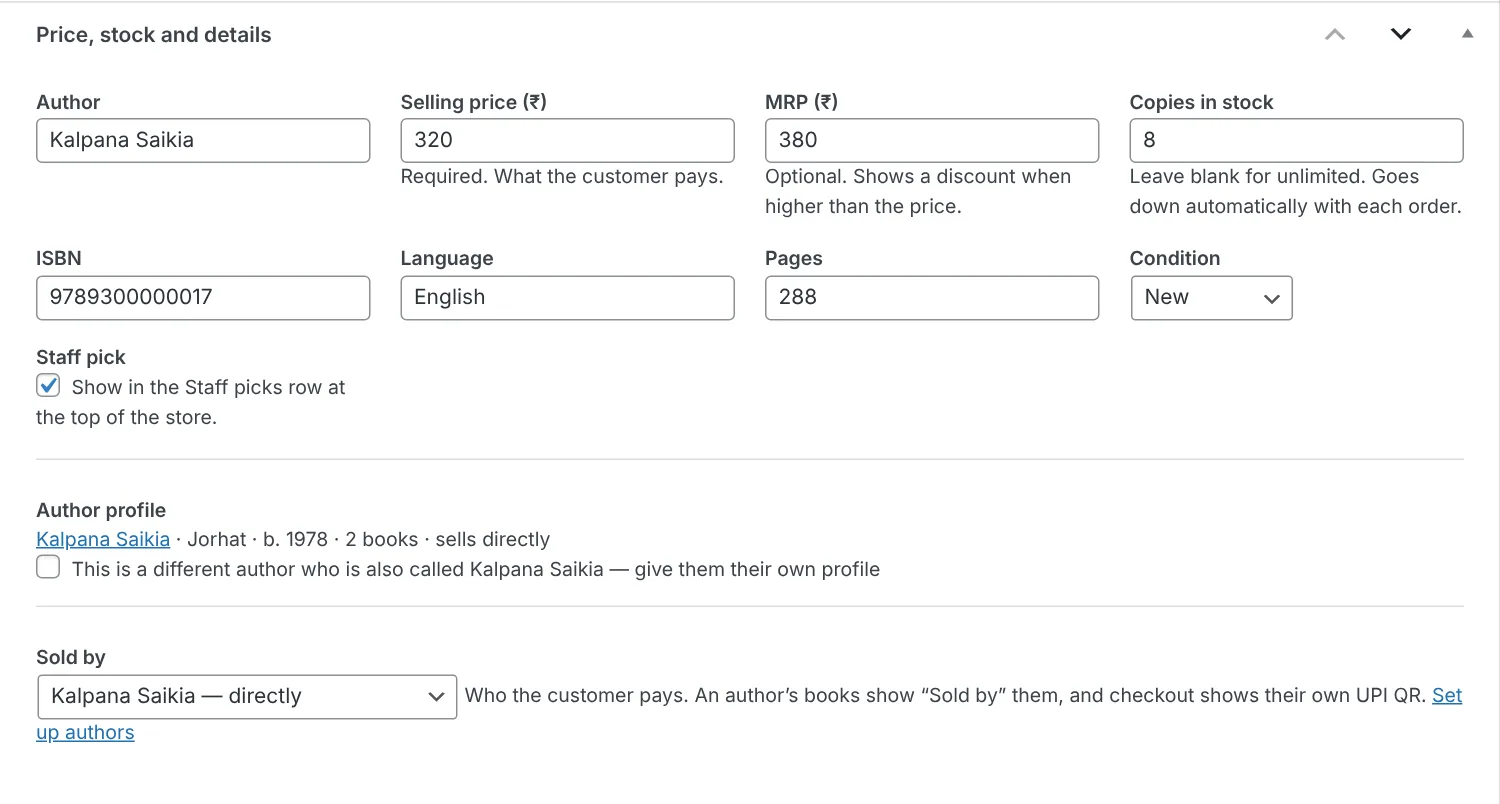 Price, stock and details
Author
Selling price (₹)
MRP (₹)
Copies in stock
Kalpana Saikia
320
380
8
Required. What the customer pays.
Optional. Shows a discount when
higher than the price.
Leave blank for unlimited. Goes
down automatically with each order.
ISBN
Language
Pages
Condition
9789300000017
English
288
New
Staff pick
Show in the Staff picks row at
the top of the store.
Author profile
Kalpana Saikia · Jorhat · b. 1978 · 2 books · sells directly
This is a different author who is also called Kalpana Saikia — give them their own profile
Sold by
Kalpana Saikia — directly
Who the customer pays. An author’s books show “Sold by” them, and checkout shows their own UPI QR. Set
up authors